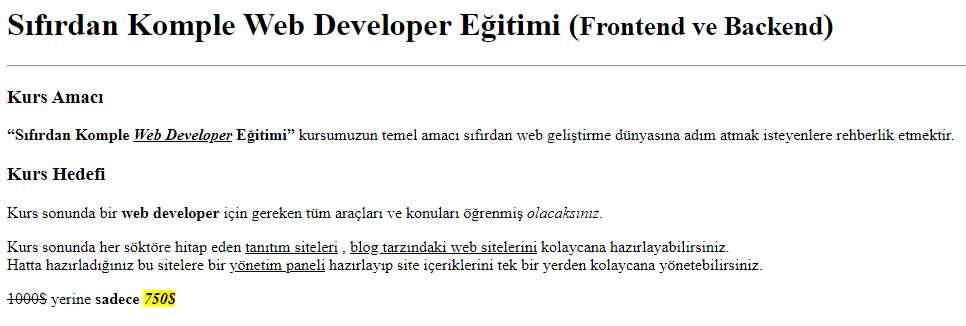 Sıfırdan Komple Web Developer Eğitimi (Frontend ve Backend)
Kurs Amacı
“Sıfırdan Komple Web Developer Eğitimi” kursumuzun temel amacı sıfırdan web geliştirme dünyasına adım atmak isteyenlere rehberlik etmektir.
Kurs Hedefi
Kurs sonunda bir web developer için gereken tüm araçları ve konuları öğrenmiş olacaksınız.
Kurs sonunda her söktöre hitap eden tanıtım siteleri , blog tarzındaki web sitelerini kolaycana hazırlayabilirsiniz.
Hatta hazırladığınız bu sitelere bir yönetim paneli hazırlayıp site içeriklerini tek bir yerden kolaycana yönetebilirsiniz.
1000$ yerine sadece 750$